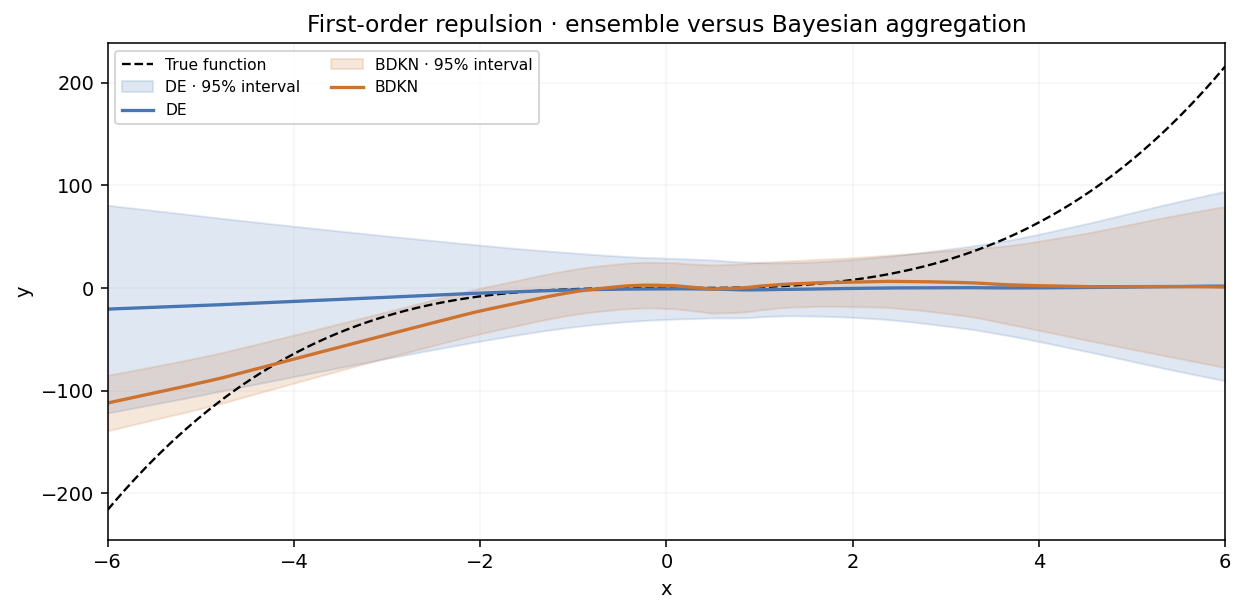 First-order repulsion · ensemble versus Bayesian aggregation
True function
DE · 95% interval
DE
BDKN · 95% interval
BDKN
200
100
0
−100
−200
y
−6
−4
−2
0
2
4
6
x